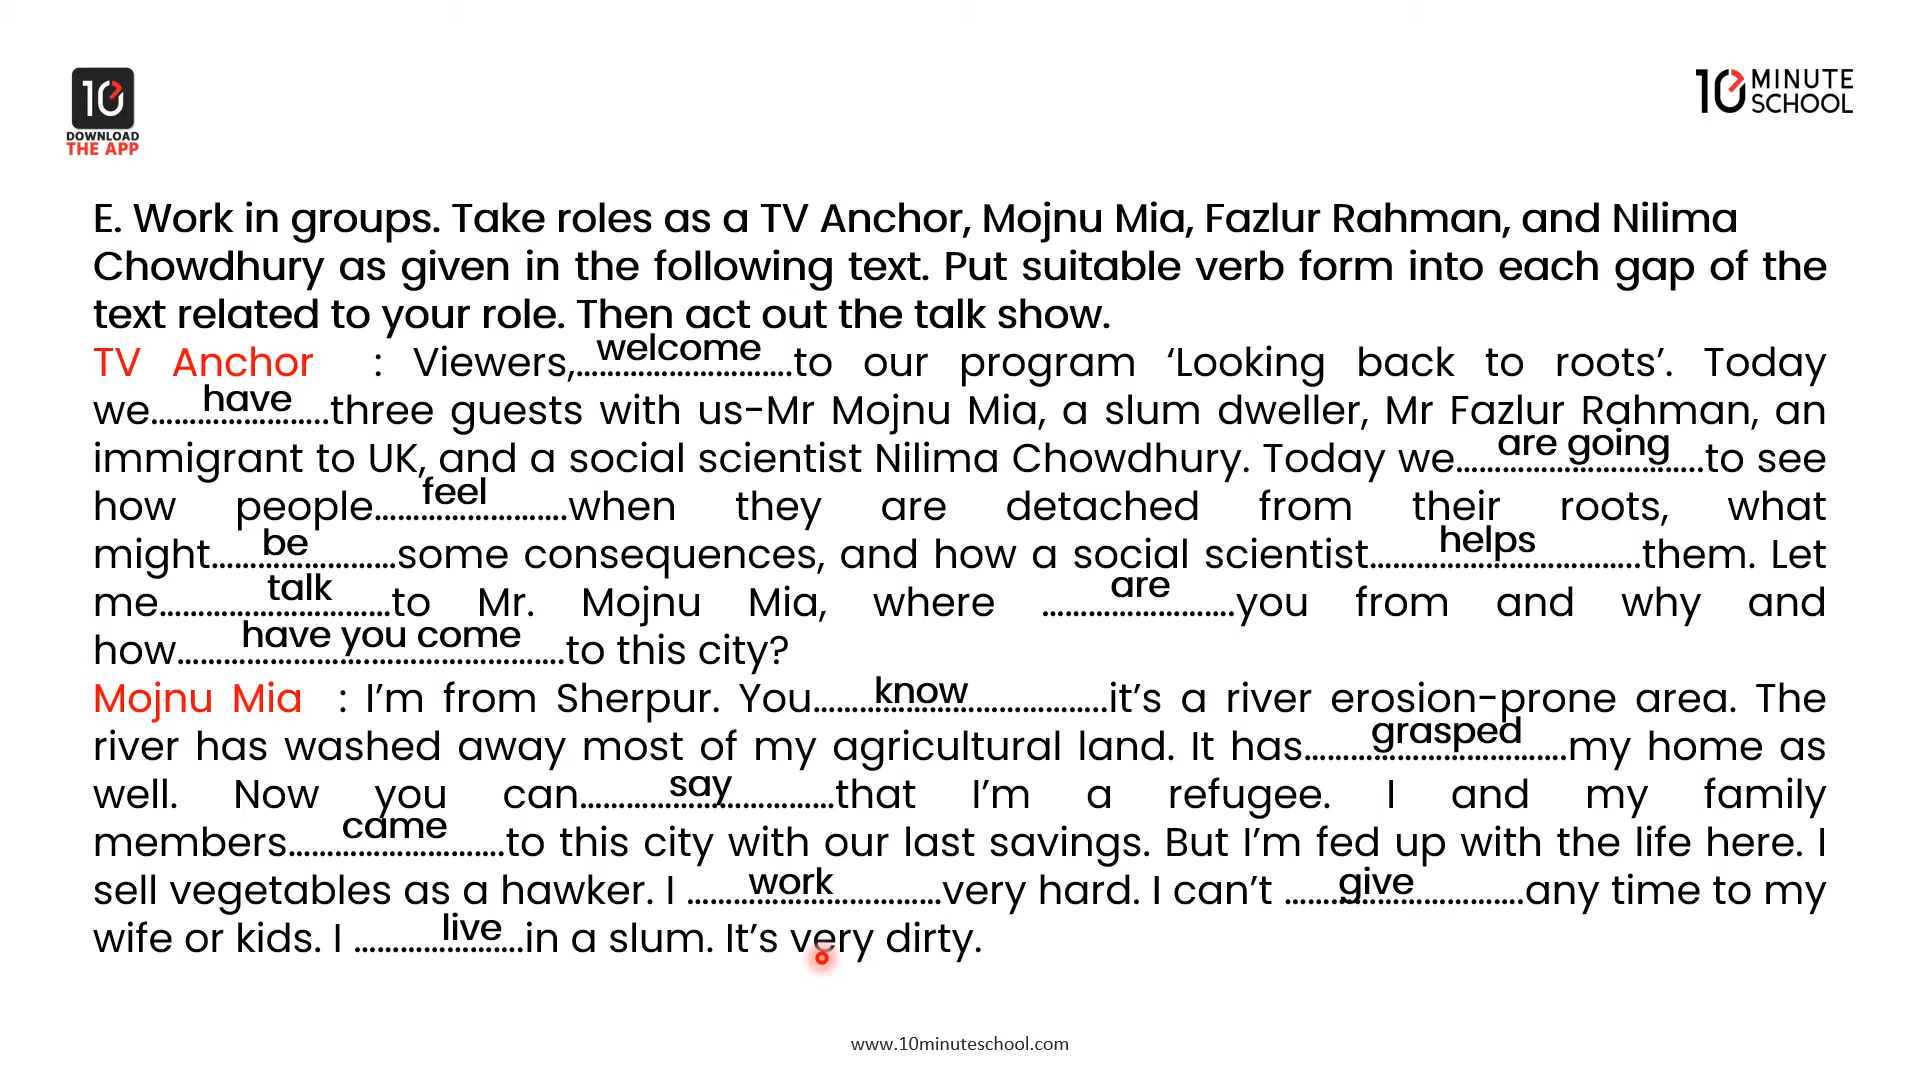 10
DOWNLOAD
THE APP
10 MINUTE
SCHOOL
E. Work in groups. Take roles as a TV Anchor, Mojnu Mia, Fazlur Rahman, and Nilima
Chowdhury as given in the following text. Put suitable verb form into each gap of the
text related to your role. Then act out the talk show.
TV Anchor : Viewers,......welcome......to our program ‘Looking back to roots’. Today
we......have......three guests with us-Mr Mojnu Mia, a slum dweller, Mr Fazlur Rahman, an
immigrant to UK, and a social scientist Nilima Chowdhury. Today we......are going......to see
how people......feel......when they are detached from their roots, what
might......be......some consequences, and how a social scientist......helps......them. Let
me......talk......to Mr. Mojnu Mia, where ......are......you from and why and
how......have you come......to this city?
Mojnu Mia : I’m from Sherpur. You......know......it’s a river erosion-prone area. The
river has washed away most of my agricultural land. It has......grasped......my home as
well. Now you can......say......that I’m a refugee. I and my family
members......came......to this city with our last savings. But I’m fed up with the life here. I
sell vegetables as a hawker. I ......work......very hard. I can’t ......give......any time to my
wife or kids. I ......live......in a slum. It’s very dirty.
www.10minuteschool.com